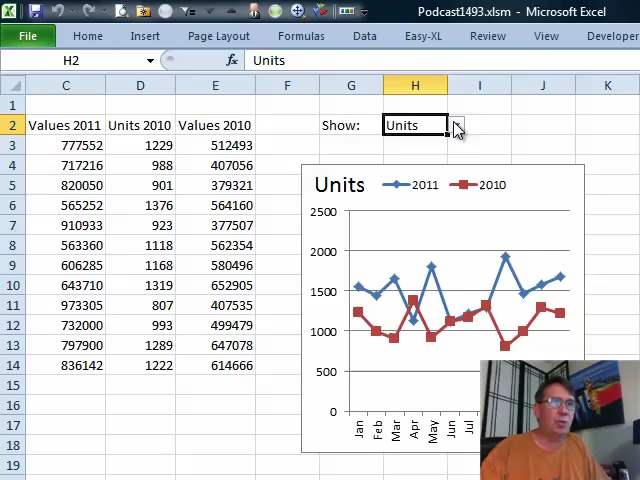 Podcast1493.xlsm - Microsoft Excel
File Home Insert Page Layout Formulas Data Easy-XL Review Developer
H2 fx Units
C D E F G H I J K
1
2 Values 2011 Units 2010 Values 2010 Show: Units
3 777552 1229 512493
4 717216 988 407056
5 820050 901 379321
6 565252 1376 564160
7 910933 923 377507
8 563360 1118 562354
9 606285 1168 580496
10 643710 1319 652905
11 973305 807 407535
12 732000 993 499479
13 797900 1289 647078
14 836142 1222 614666
15
16
17
18
19
Units 2011 2010
2500
2000
1500
1000
500
0
Jan Feb Mar Apr May Jun Jul